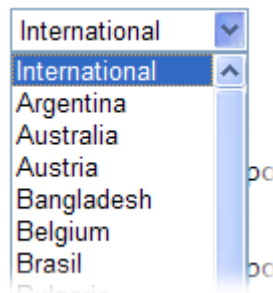 International
International
Argentina
Australia
Austria
Bangladesh
Belgium
Brasil